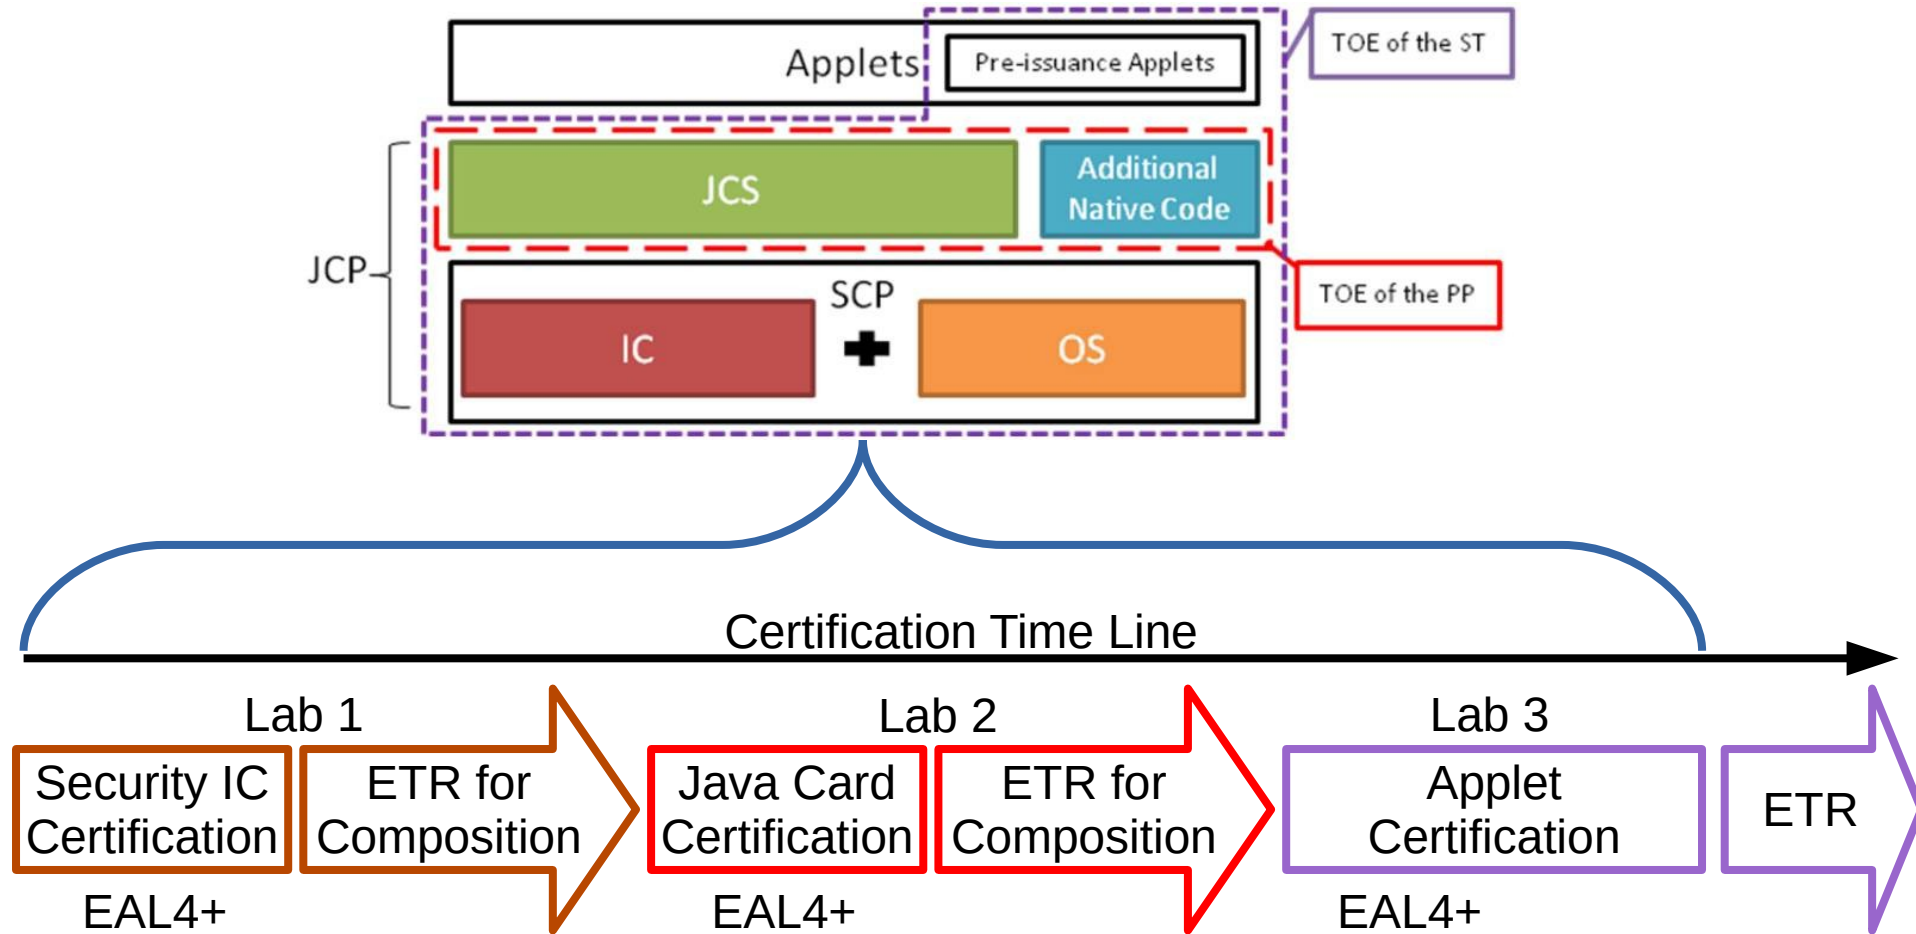 TOE of the ST
Applets
Pre-issuance Applets
JCS
Additional
Native Code
JCP
SCP
TOE of the PP
IC
OS
Certification Time Line
Lab 1
Lab 2
Lab 3
Security IC
Certification
ETR for
Composition
Java Card
Certification
ETR for
Composition
Applet
Certification
ETR
EAL4+
EAL4+
EAL4+